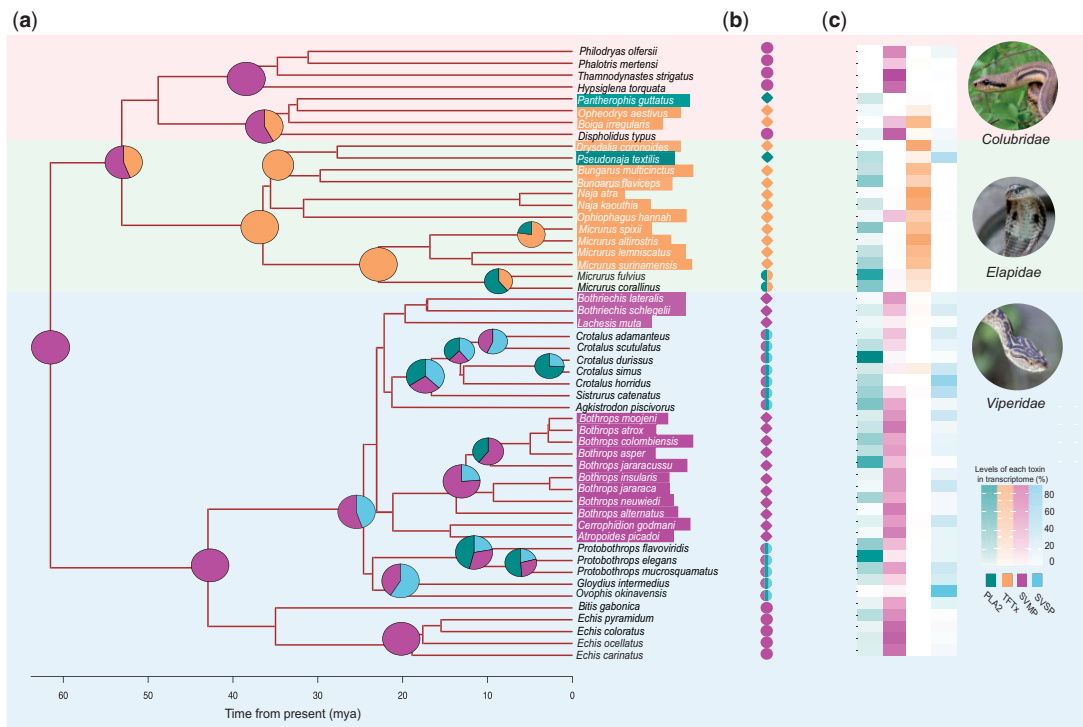 (a)
(b)
(c)
Philodryas olfersii
Phalotris mertensi
Thamnodynastes strigatus
Hypsiglena torquata
Pantherophis guttatus
Opheodrys aestivus
Boiga irregularis
Dispholidus typus
Drysdalia coronoides
Pseudonaja textilis
Bungarus multicinctus
Bungarus flaviceps
Naja atra
Naja kaouthia
Ophiophagus hannah
Micrurus spixii
Micrurus altirostris
Micrurus lemniscatus
Micrurus surinamensis
Micrurus fulvius
Micrurus corallinus
Bothriechis lateralis
Bothriechis schlegelii
Lachesis muta
Crotalus adamanteus
Crotalus scutulatus
Crotalus durissus
Crotalus simus
Crotalus horridus
Sistrurus catenatus
Agkistrodon piscivorus
Bothrops moojeni
Bothrops atrox
Bothrops colombiensis
Bothrops asper
Bothrops jararacussu
Bothrops insularis
Bothrops jararaca
Bothrops neuwiedi
Bothrops alternatus
Cerrophidion godmani
Atropoides picadoi
Protobothrops flavoviridis
Protobothrops elegans
Protobothrops mucrosquamatus
Gloydius intermedius
Ovophis okinavensis
Bitis gabonica
Echis pyramidum
Echis coloratus
Echis ocellatus
Echis carinatus
60 50 40 30 20 10 0
Time from present (mya)
Colubridae
Elapidae
Viperidae
Levels of each toxin
in transcriptome (%)
80
60
40
20
0
PLA2
TFTx
SVMP
SVSP